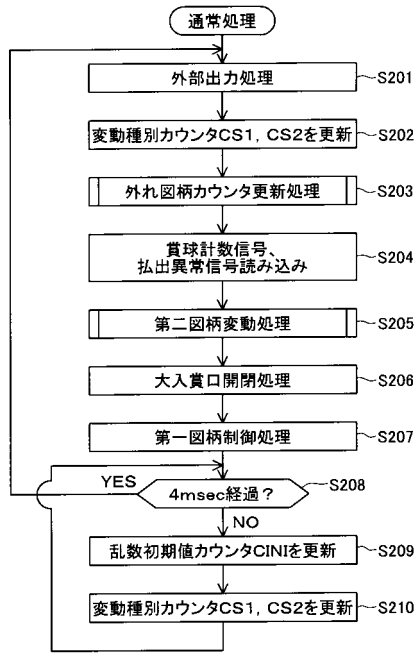 通常処理
外部出力処理
S201
変動種別カウンタCS1，CS2を更新
S202
外れ図柄カウンタ更新処理
S203
賞球計数信号、
払出異常信号読み込み
S204
第二図柄変動処理
S205
大入賞口開閉処理
S206
第一図柄制御処理
S207
YES
4msec経過？
S208
NO
乱数初期値カウンタCINIを更新
S209
変動種別カウンタCS1，CS2を更新
S210